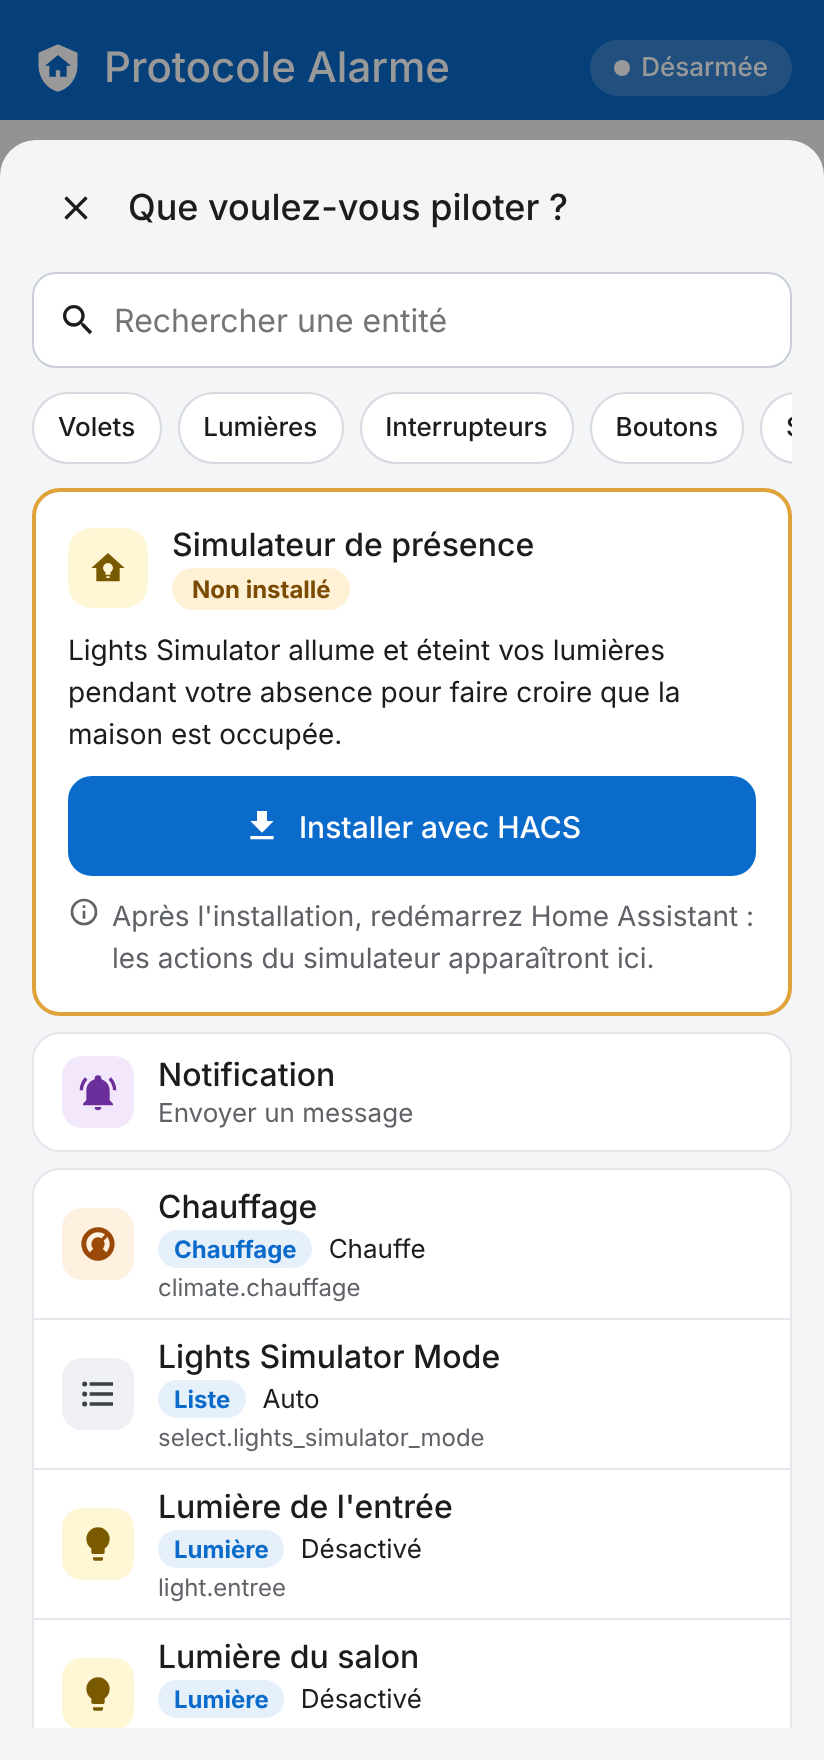 Protocole Alarme
Désarmée
Que voulez-vous piloter ?
Rechercher une entité
Volets
Lumières
Interrupteurs
Boutons
Simulateur de présence
Non installé
Lights Simulator allume et éteint vos lumières
pendant votre absence pour faire croire que la
maison est occupée.
Installer avec HACS
Après l'installation, redémarrez Home Assistant :
les actions du simulateur apparaîtront ici.
Notification
Envoyer un message
Chauffage
Chauffage Chauffe
climate.chauffage
Lights Simulator Mode
Liste Auto
select.lights_simulator_mode
Lumière de l'entrée
Lumière Désactivé
light.entree
Lumière du salon
Lumière Désactivé